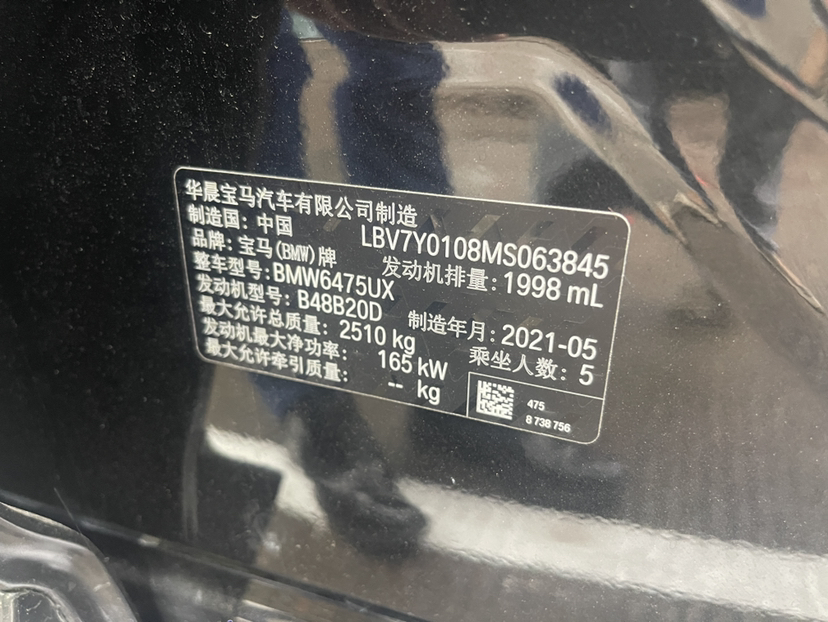 华晨宝马汽车有限公司制造
制造国: 中国
LBV7Y0108MS063845
品牌: 宝马(BMW)牌
发动机排量: 1998 mL
整车型号: BMW6475UX
发动机型号: B48B20D
制造年月: 2021-05
最大允许总质量: 2510 kg
乘坐人数: 5
发动机最大净功率: 165 kW
最大允许牵引质量: -- kg
475
8 738 756